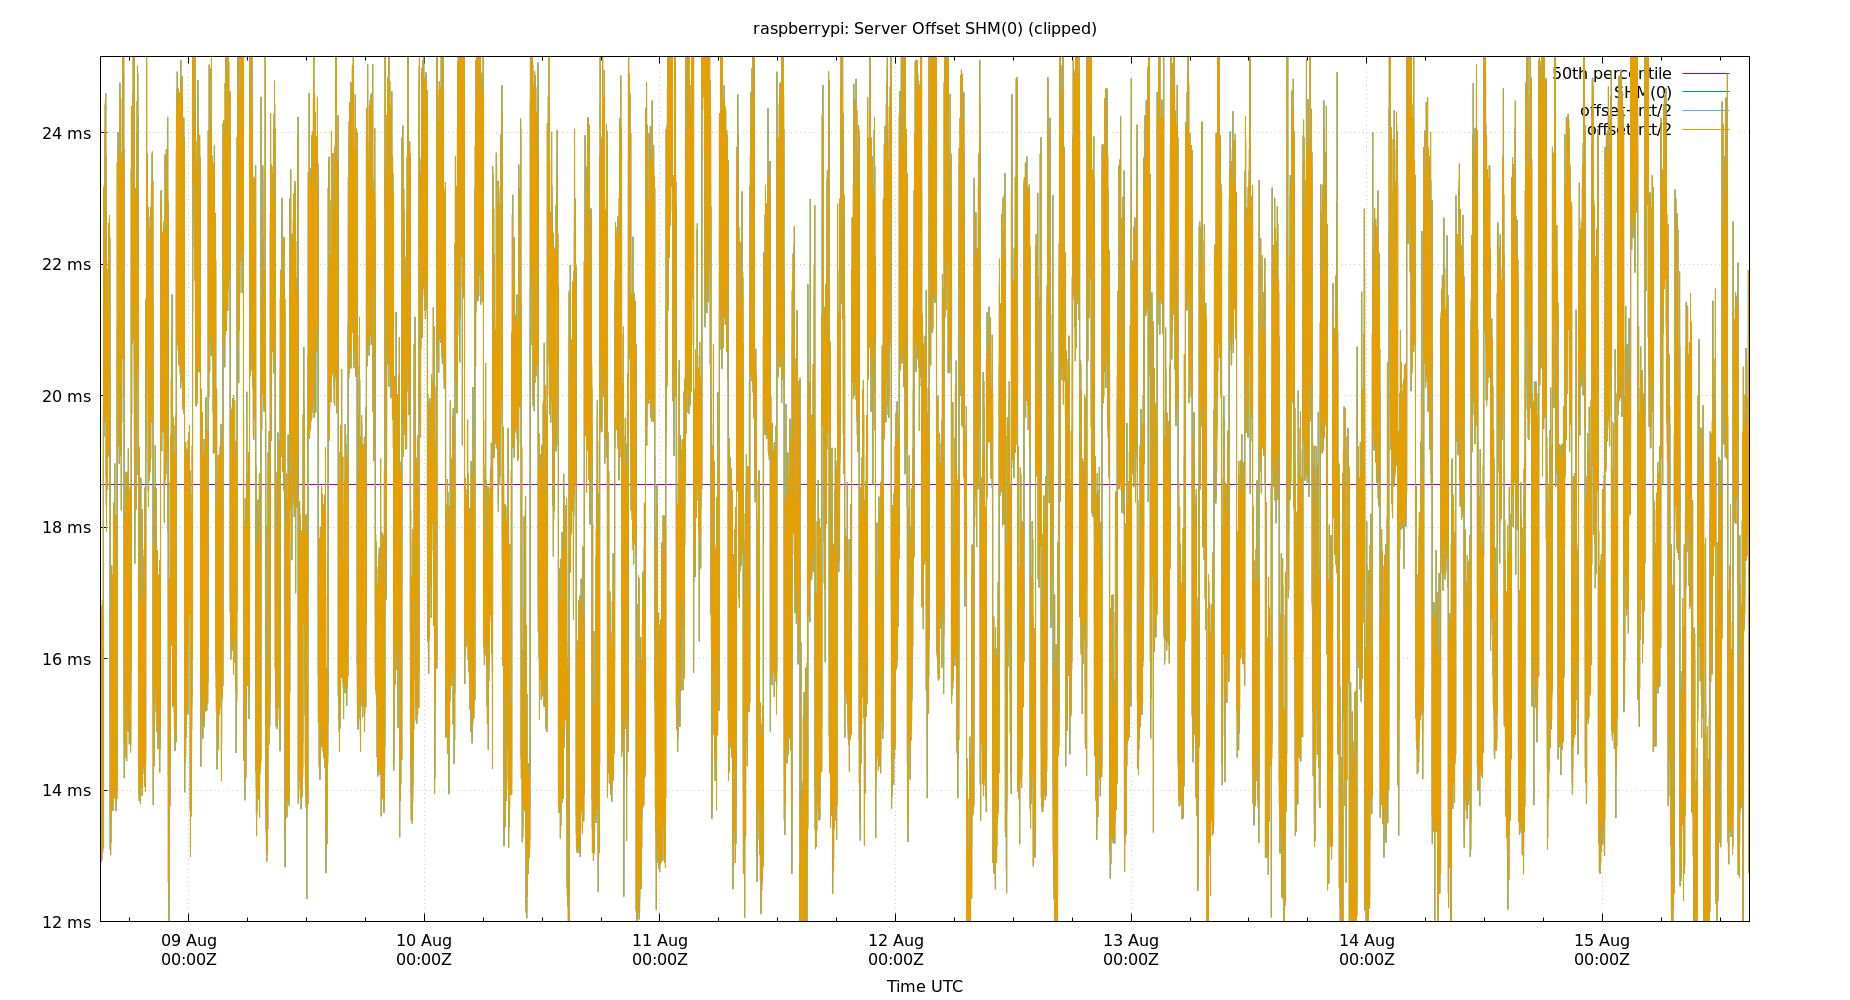 raspberrypi: Server Offset SHM(0) (clipped)
50th percentile
SHM(0)
offset+rtt/2
offset-rtt/2
24 ms
22 ms
20 ms
18 ms
16 ms
14 ms
12 ms
09 Aug 10 Aug 11 Aug 12 Aug 13 Aug 14 Aug 15 Aug
00:00Z 00:00Z 00:00Z 00:00Z 00:00Z 00:00Z 00:00Z
Time UTC